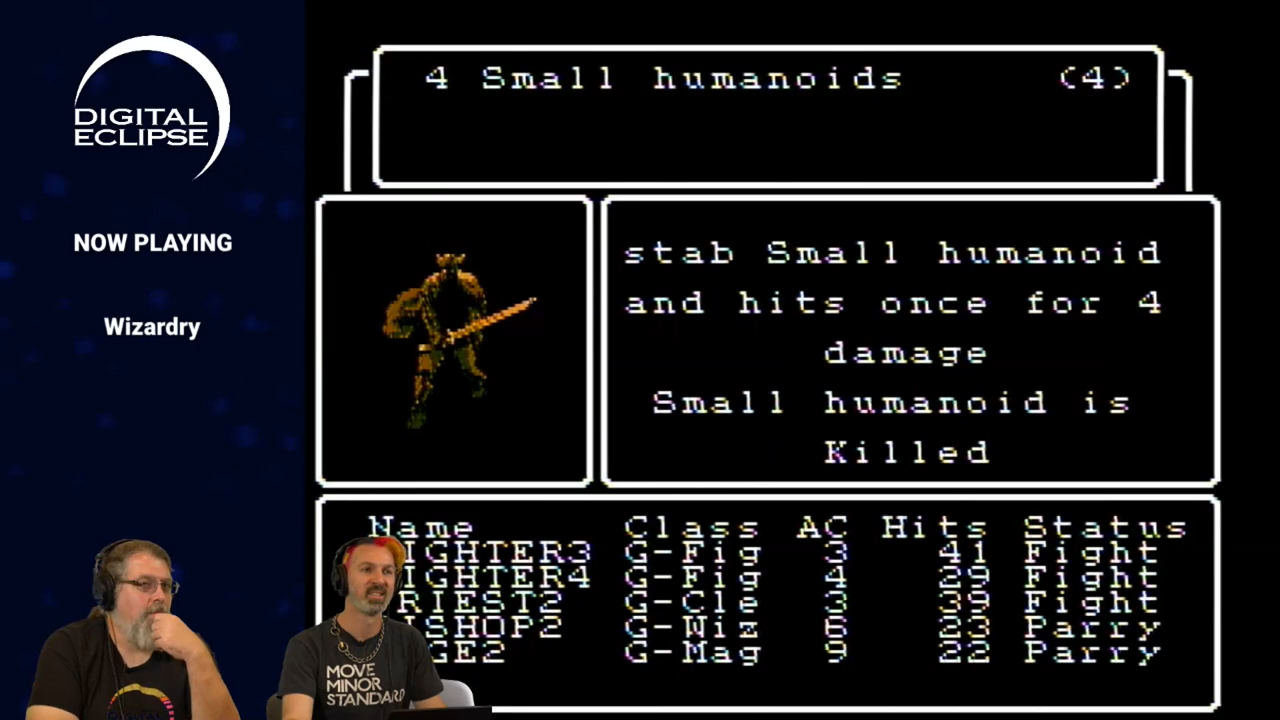 DIGITAL
ECLIPSE
NOW PLAYING
Wizardry
4 Small humanoids (4)
stab Small humanoid
and hits once for 4
damage
Small humanoid is
Killed
Name Class AC Hits Status
IGHTER3 G-Fig 3 41 Fight
IGHTER4 G-Fig 4 29 Fight
RIEST2 G-Cle 3 39 Fight
ISHOP2 G-Wiz 6 23 Parry
GE2 G-Mag 9 22 Parry
MOVE
MINOR
STANDARD